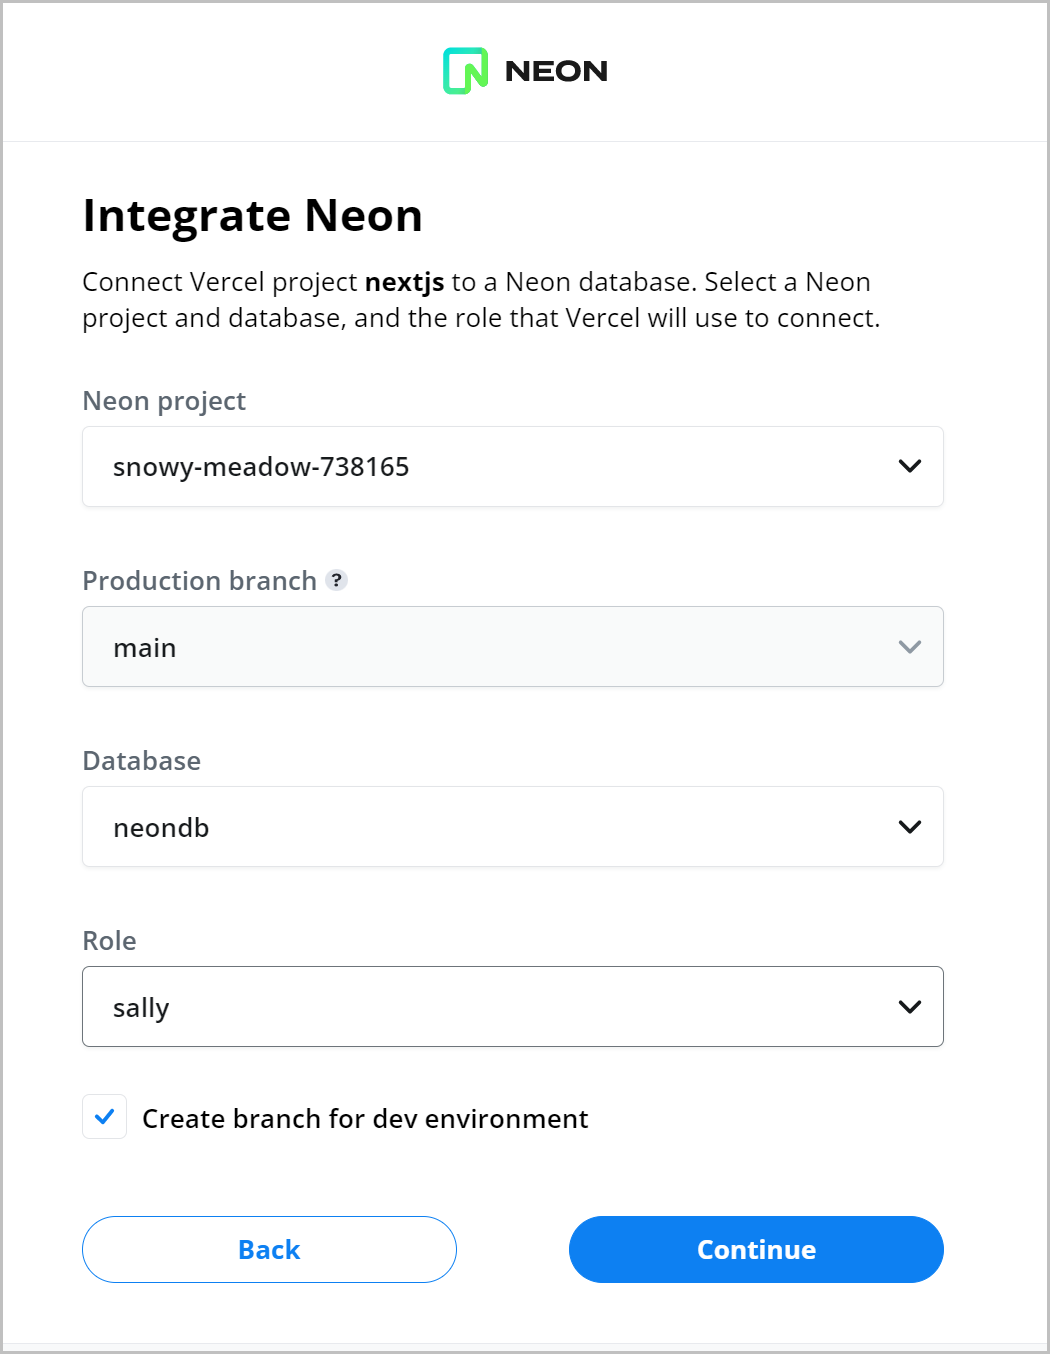 NEON
Integrate Neon
Connect Vercel project nextjs to a Neon database. Select a Neon
project and database, and the role that Vercel will use to connect.
Neon project
snowy-meadow-738165
Production branch ?
main
Database
neondb
Role
sally
Create branch for dev environment
Back
Continue